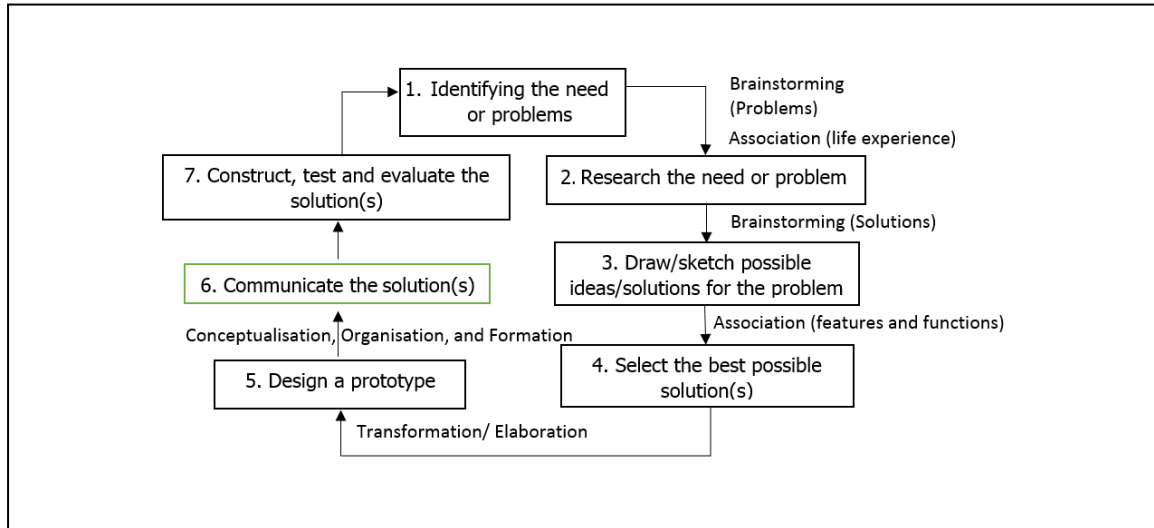 1. Identifying the need
or problems
Brainstorming
(Problems)
Association (life experience)
2. Research the need or problem
Brainstorming (Solutions)
3. Draw/sketch possible
ideas/solutions for the problem
Association (features and functions)
4. Select the best possible
solution(s)
Transformation/ Elaboration
5. Design a prototype
Conceptualisation, Organisation, and Formation
6. Communicate the solution(s)
7. Construct, test and evaluate the
solution(s)